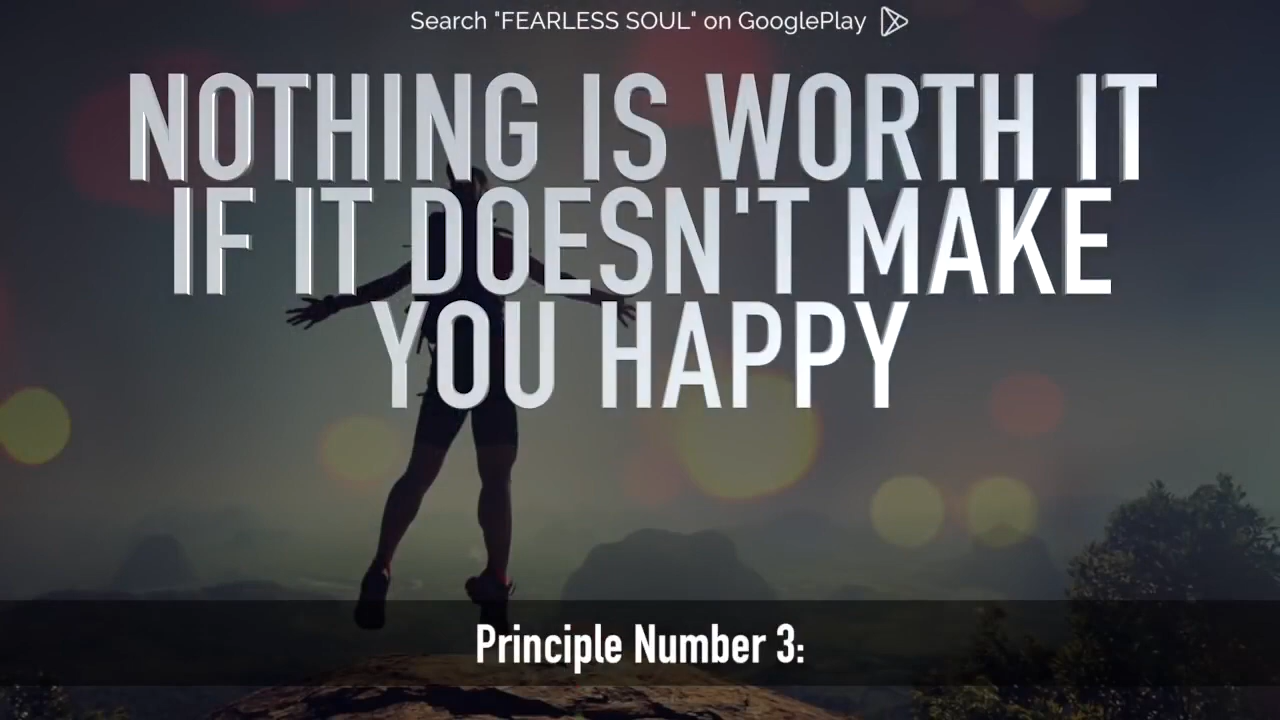 Search "FEARLESS SOUL" on GooglePlay
NOTHING IS WORTH IT
IF IT DOESN'T MAKE
YOU HAPPY
Principle Number 3: